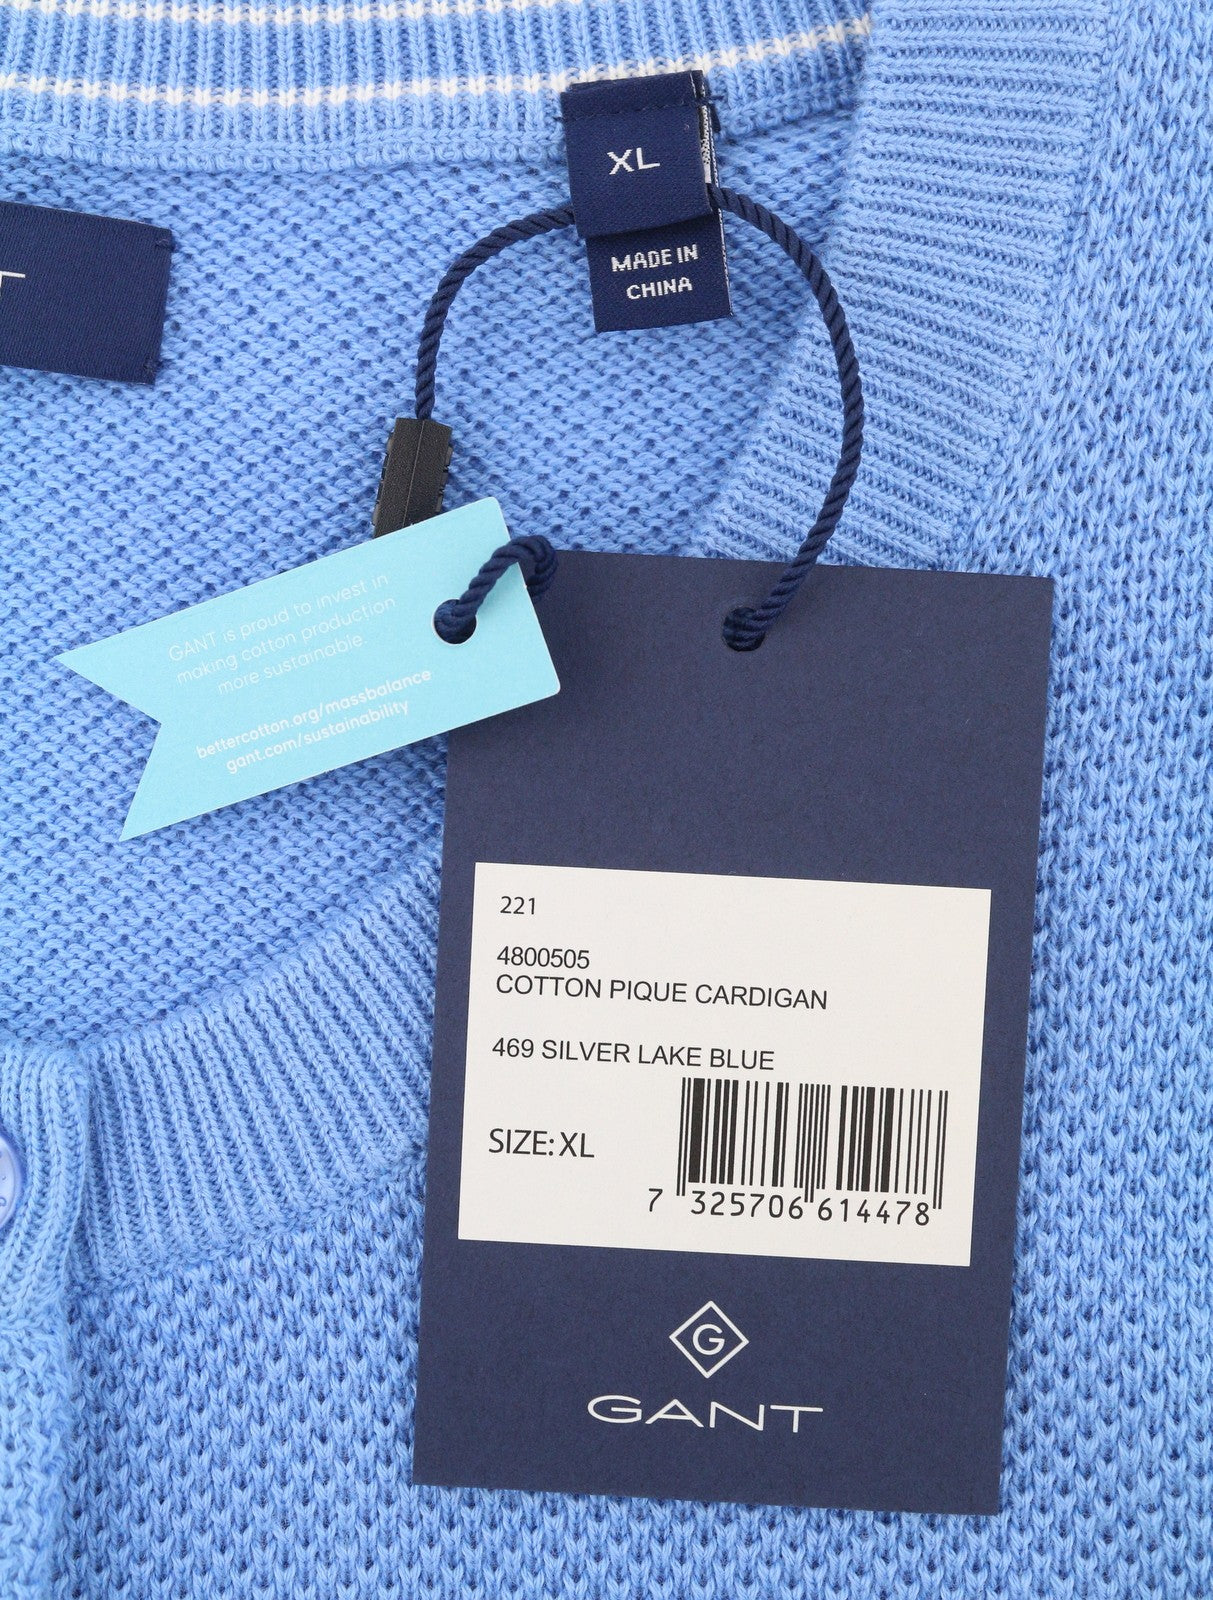 XL
MADE IN
CHINA
T
GANT is proud to invest in
making cotton production
more sustainable.
bettercotton.org/massbalance
gant.com/sustainability
221
4800505
COTTON PIQUE CARDIGAN
469 SILVER LAKE BLUE
SIZE: XL
7 325706 614478
G
GANT